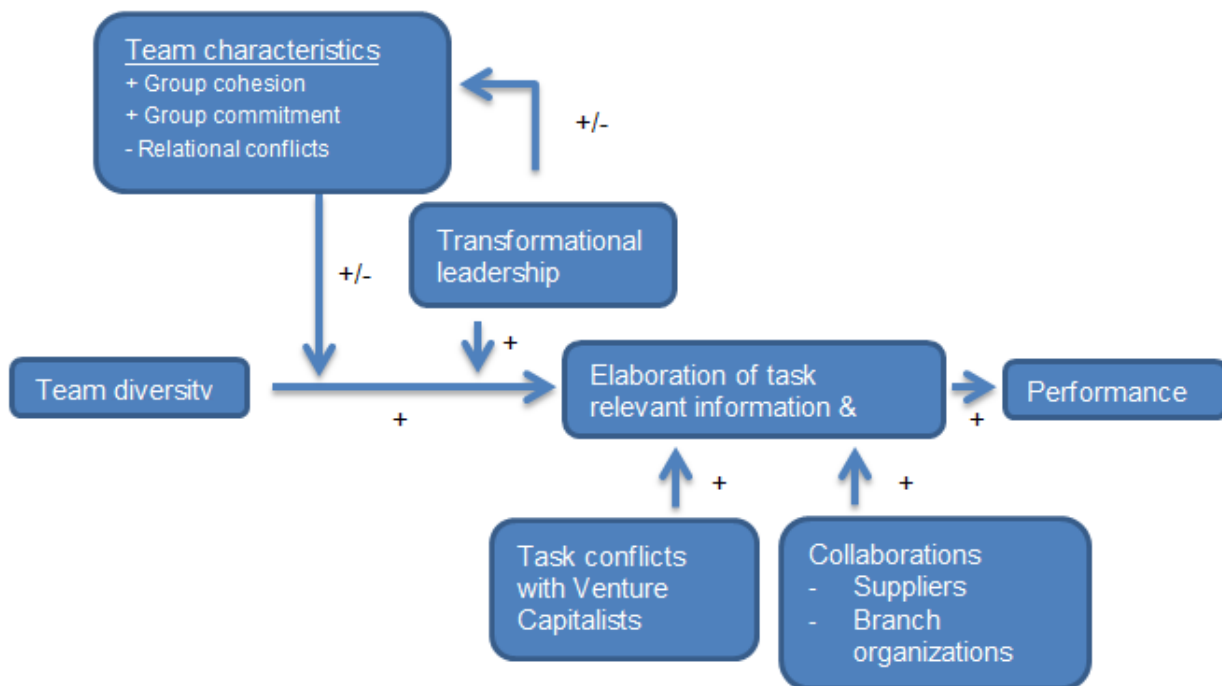 Team characteristics
+ Group cohesion
+ Group commitment
- Relational conflicts
+/-
Transformational
leadership
+/-
+
Team diversity
+
Elaboration of task
relevant information &
+
Performance
+
+
Task conflicts
with Venture
Capitalists
Collaborations
- Suppliers
- Branch
organizations